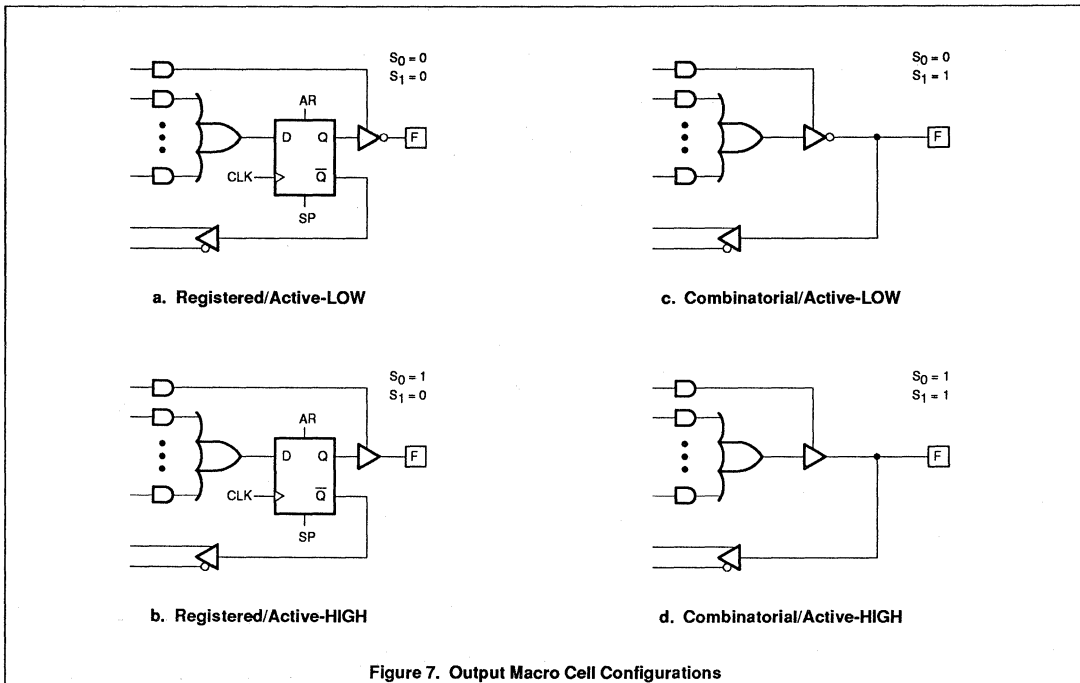 S0 = 0
S1 = 0
AR
D Q
F
CLK
Q̅
SP
a. Registered/Active-LOW
S0 = 0
S1 = 1
F
c. Combinatorial/Active-LOW
S0 = 1
S1 = 0
AR
D Q
F
CLK
Q̅
SP
b. Registered/Active-HIGH
S0 = 1
S1 = 1
F
d. Combinatorial/Active-HIGH
Figure 7. Output Macro Cell Configurations